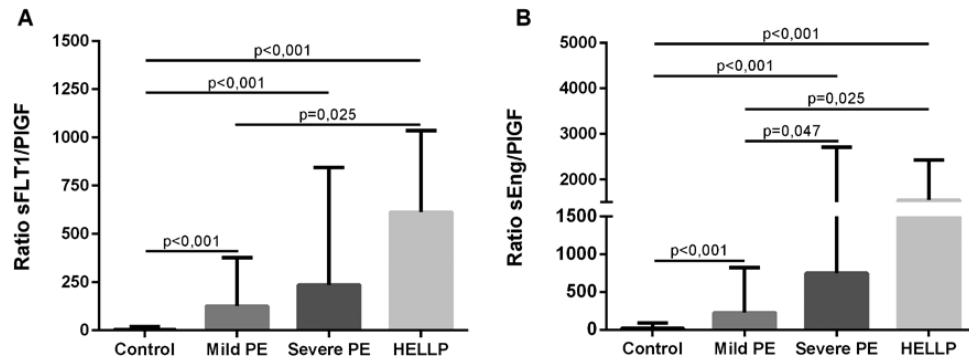 A
Ratio sFLT1/PlGF
1500
1250
1000
750
500
250
0
p<0,001
p<0,001
p=0,025
p<0,001
Control
Mild PE
Severe PE
HELLP
B
Ratio sEng/PlGF
5000
4000
3000
2000
1500
1000
500
0
p<0,001
p<0,001
p=0,025
p=0,047
p<0,001
Control
Mild PE
Severe PE
HELLP